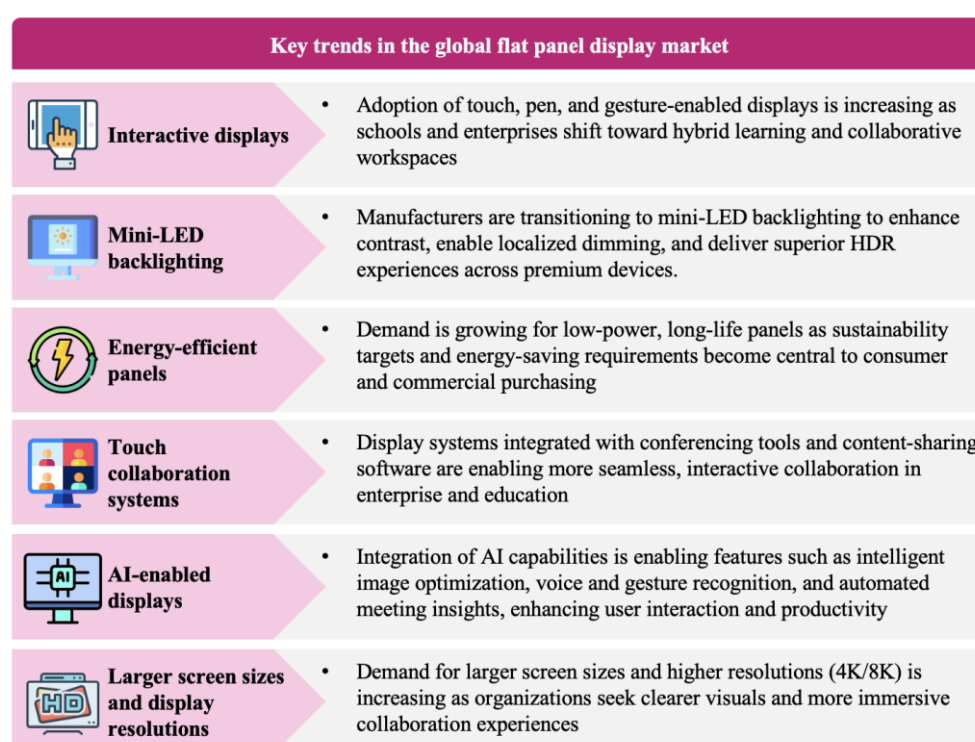 Key trends in the global flat panel display market
Interactive displays
• Adoption of touch, pen, and gesture-enabled displays is increasing as
schools and enterprises shift toward hybrid learning and collaborative
workspaces
Mini-LED
backlighting
• Manufacturers are transitioning to mini-LED backlighting to enhance
contrast, enable localized dimming, and deliver superior HDR
experiences across premium devices.
Energy-efficient
panels
• Demand is growing for low-power, long-life panels as sustainability
targets and energy-saving requirements become central to consumer
and commercial purchasing
Touch
collaboration
systems
• Display systems integrated with conferencing tools and content-sharing
software are enabling more seamless, interactive collaboration in
enterprise and education
AI
AI-enabled
displays
• Integration of AI capabilities is enabling features such as intelligent
image optimization, voice and gesture recognition, and automated
meeting insights, enhancing user interaction and productivity
HD
Larger screen sizes
and display
resolutions
• Demand for larger screen sizes and higher resolutions (4K/8K) is
increasing as organizations seek clearer visuals and more immersive
collaboration experiences